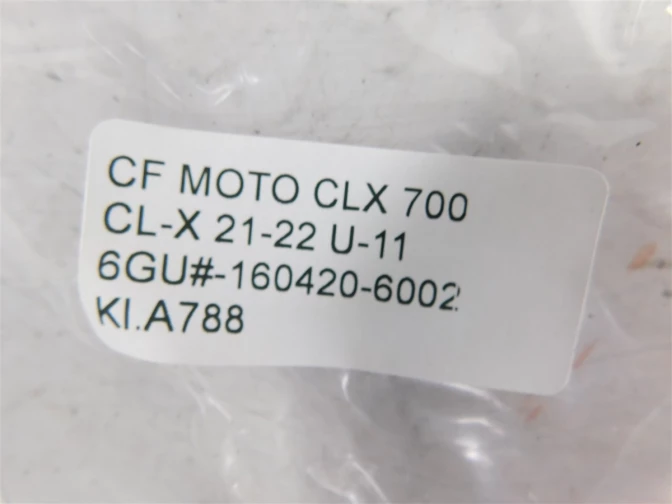 CF MOTO CLX 700
CL-X 21-22 U-11
6GU#-160420-6002
KI.A788